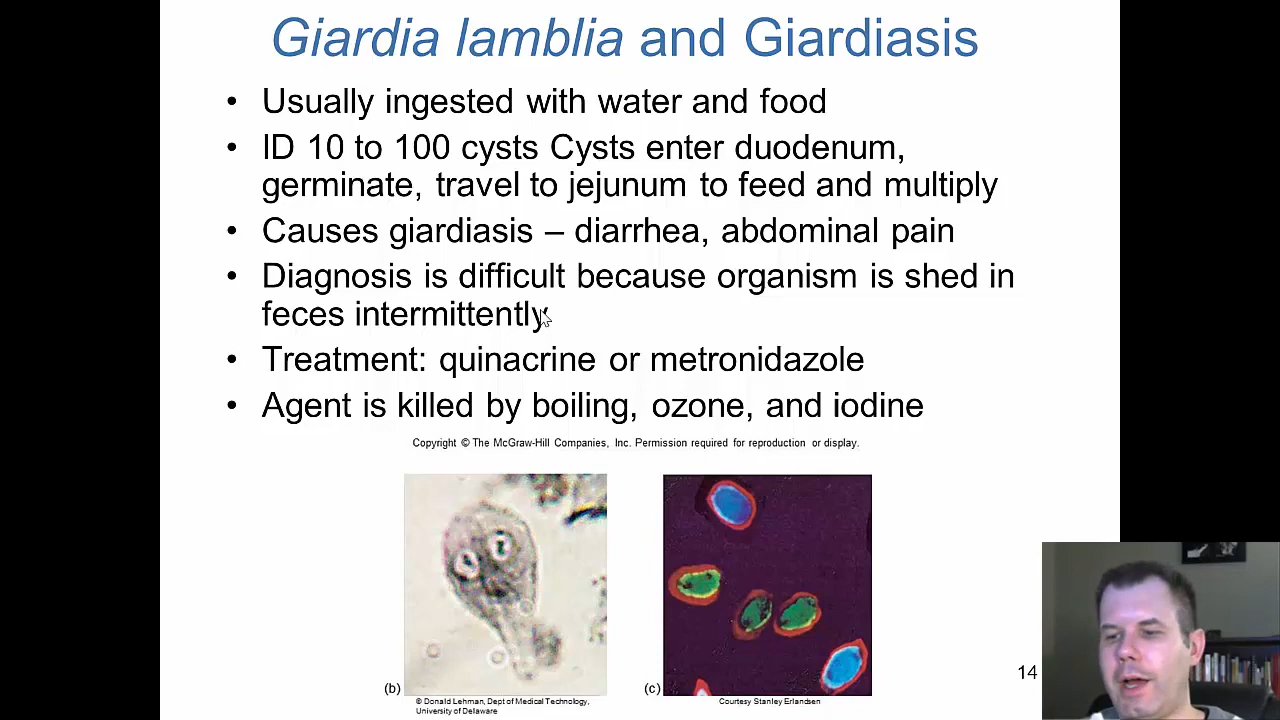 Giardia lamblia and Giardiasis
• Usually ingested with water and food
• ID 10 to 100 cysts Cysts enter duodenum,
germinate, travel to jejunum to feed and multiply
• Causes giardiasis – diarrhea, abdominal pain
• Diagnosis is difficult because organism is shed in
feces intermittently
• Treatment: quinacrine or metronidazole
• Agent is killed by boiling, ozone, and iodine
Copyright © The McGraw-Hill Companies, Inc. Permission required for reproduction or display.
(b)
© Donald Lehman, Dept of Medical Technology,
University of Delaware
(c)
Courtesy Stanley Erlandsen
14